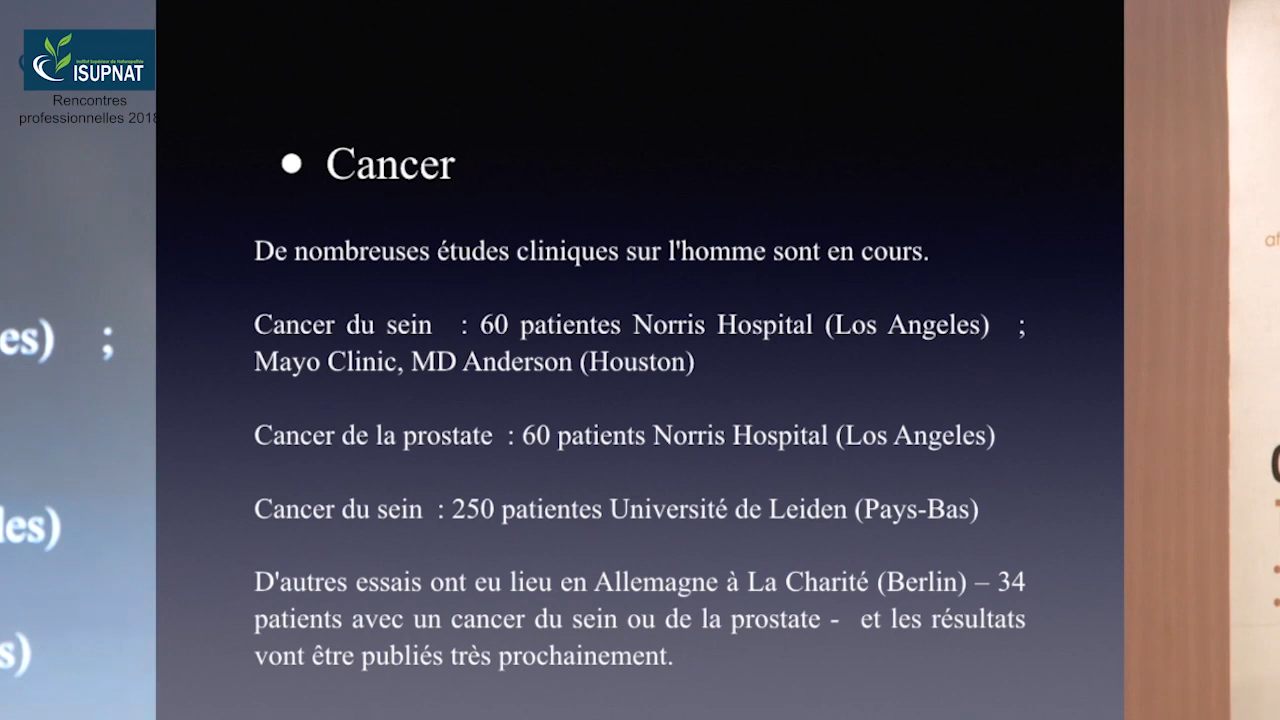 Institut Supérieur de Naturopathie
ISUPNAT
Rencontres
professionnelles 2018
• Cancer
De nombreuses études cliniques sur l'homme sont en cours.
Cancer du sein : 60 patientes Norris Hospital (Los Angeles) ;
Mayo Clinic, MD Anderson (Houston)
Cancer de la prostate : 60 patients Norris Hospital (Los Angeles)
Cancer du sein : 250 patientes Université de Leiden (Pays-Bas)
D'autres essais ont eu lieu en Allemagne à La Charité (Berlin) – 34
patients avec un cancer du sein ou de la prostate - et les résultats
vont être publiés très prochainement.
es) ;
les)
s)